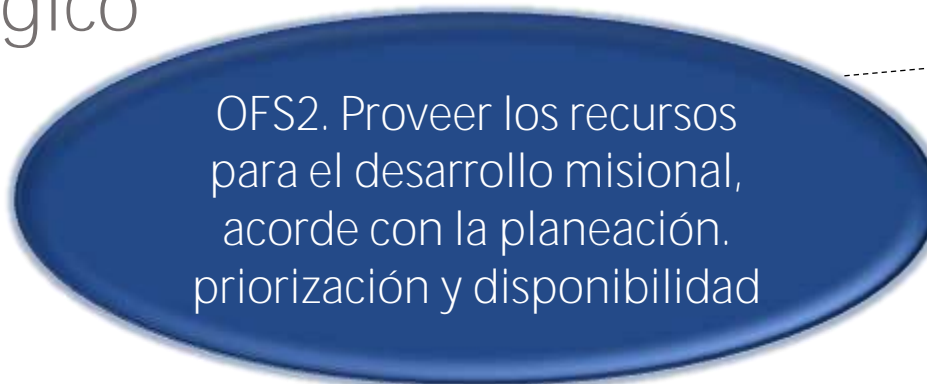 gico
OFS2. Proveer los recursos
para el desarrollo misional,
acorde con la planeación.
priorización y disponibilidad